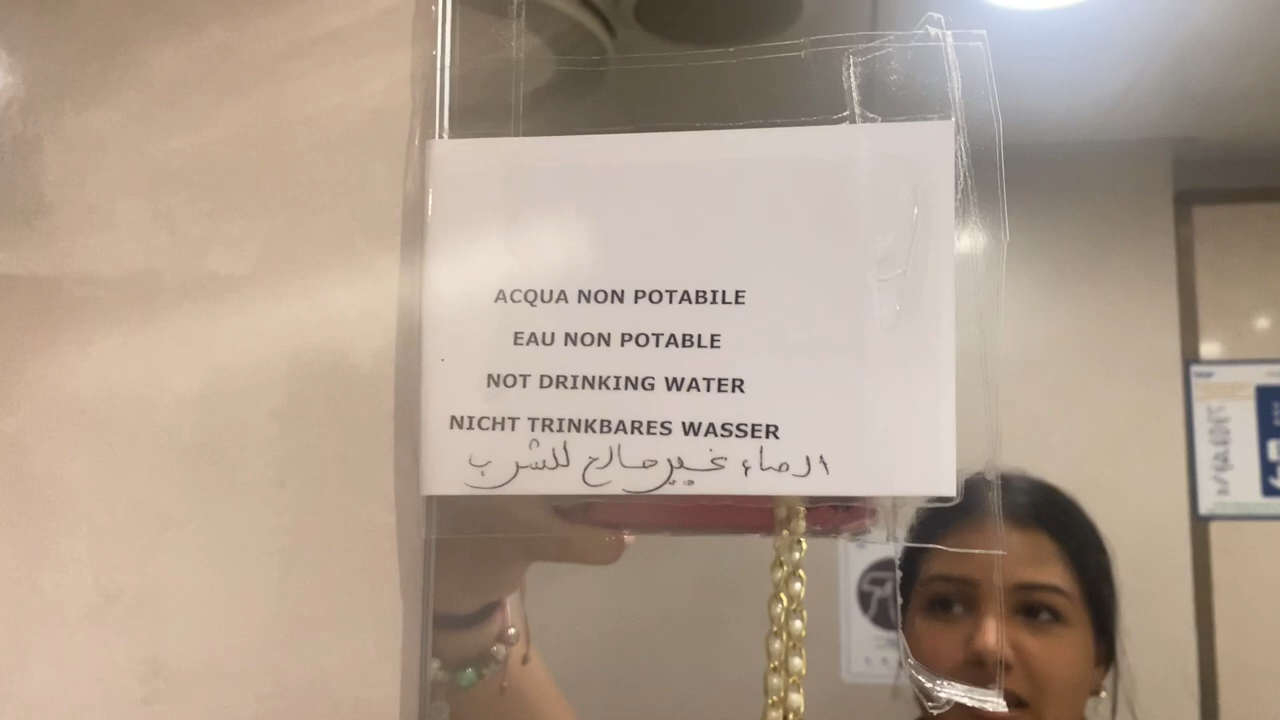 ACQUA NON POTABILE
EAU NON POTABLE
NOT DRINKING WATER
NICHT TRINKBARES WASSER
الماء غير صالح للشرب